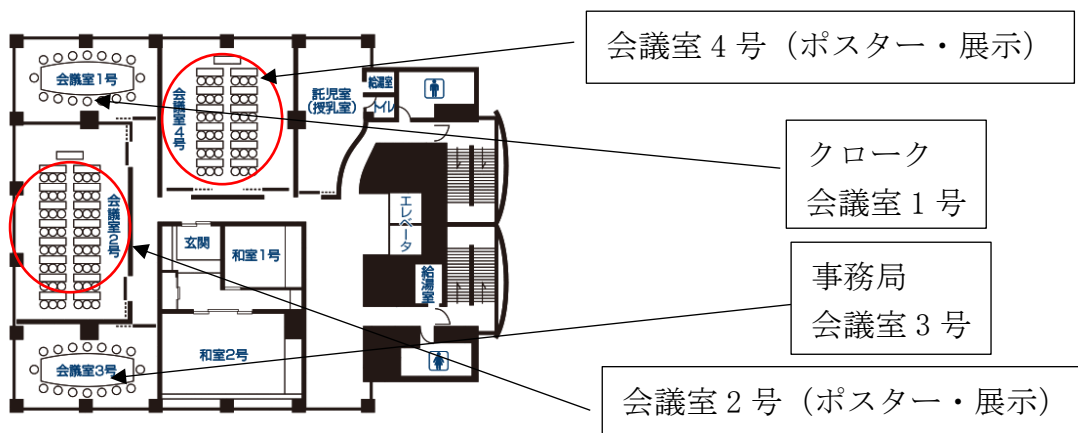 会議室4号（ポスター・展示）
クローク
会議室1号
事務局
会議室3号
会議室2号（ポスター・展示）
会議室1号
会議室4号
託児室
（授乳室）
給湯室
トイレ
会議室2号
エレベータ
玄関
和室1号
給湯室
和室2号
会議室3号